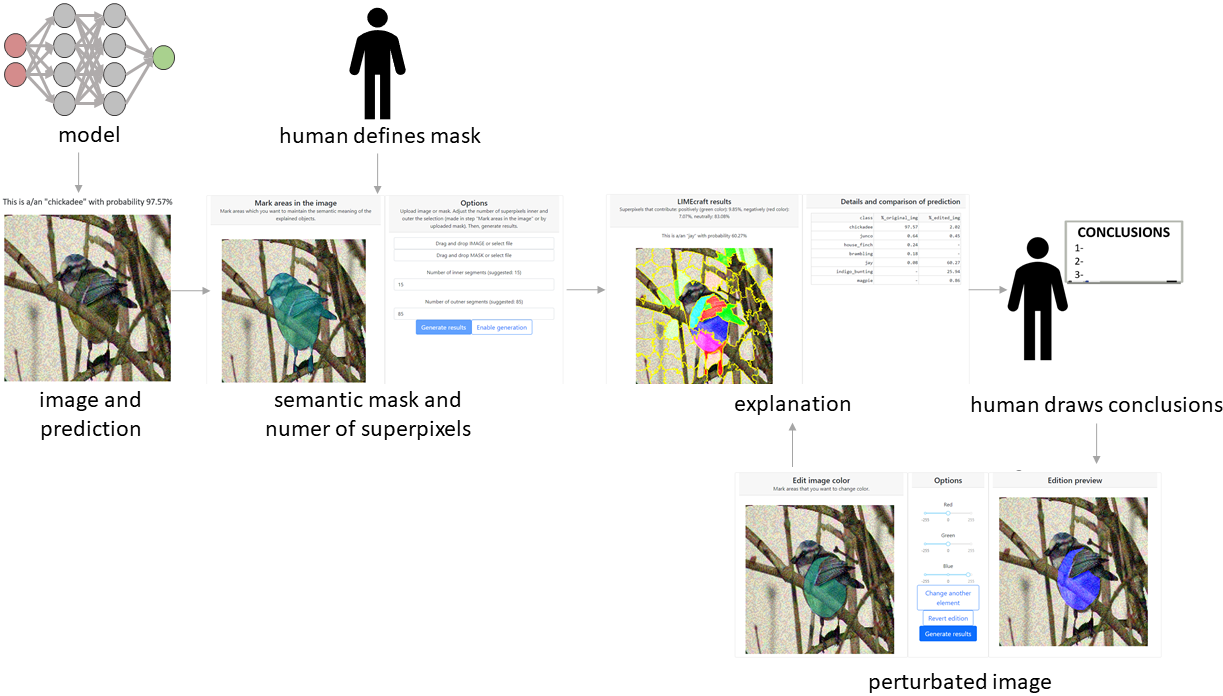 model
human defines mask
This is a/an "chickadee" with probability 97.57%
image and
prediction
Mark areas in the image
Mark areas which you want to maintain the semantic meaning of the
explained objects.
Options
Upload image or mask. Adjust the number of superpixels inner and
outer the selection (made in step "Mark areas in the image" or by
uploaded mask). Then, generate results.
Drag and drop IMAGE or select file
Drag and drop MASK or select file
Number of inner segments (suggested: 15)
15
Number of outrer segments (suggested: 85)
85
Generate results
Enable generation
semantic mask and
numer of superpixels
LIMEcraft results
Superpixels that contribute: positively (green color): 9.85%, negatively (red color):
7.07%, neutrally: 83.08%
This is a/an "jay" with probability 60.27%
explanation
Details and comparison of prediction
class %_original_img %_edited_img
chickadee 97.57 2.02
junco 0.64 0.45
house_finch 0.24 -
brambling 0.18 -
jay 0.08 60.27
indigo_bunting - 25.94
magpie - 0.86
CONCLUSIONS
1-
2-
3-
human draws conclusions
Edit image color
Mark areas that you want to change color.
Options
Red
-255 0 255
Green
-255 0 255
Blue
-255 0 255
Change another
element
Revert edition
Generate results
Edition preview
perturbated image